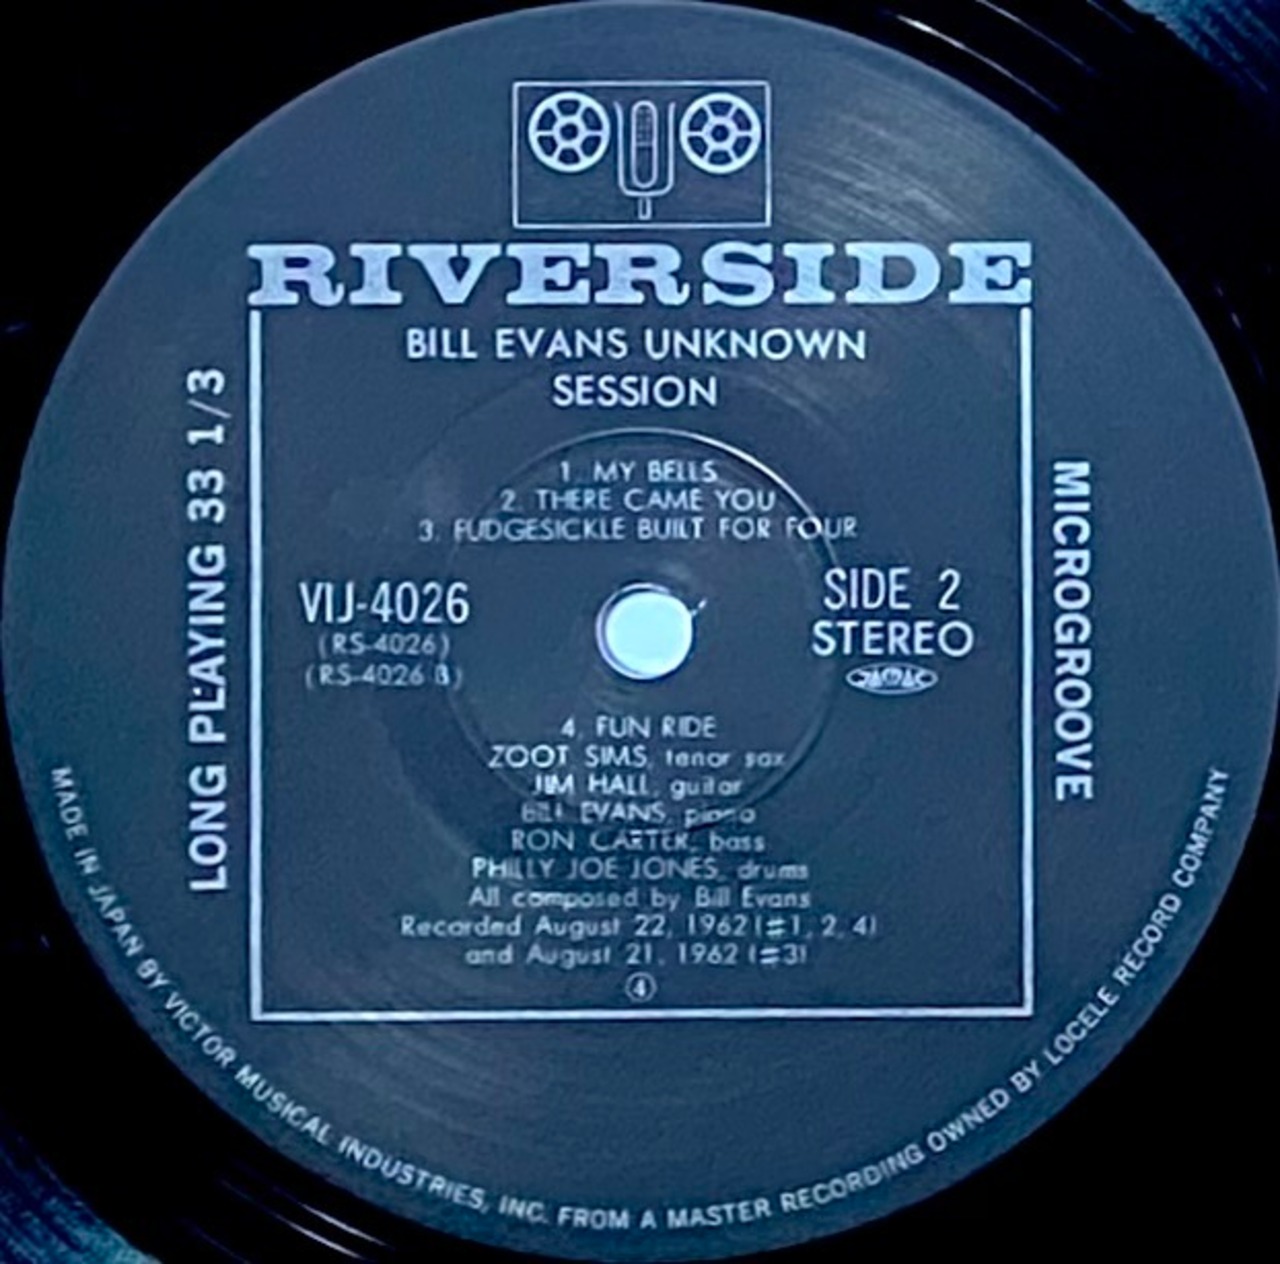 RIVERSIDE
BILL EVANS UNKNOWN
SESSION
1. MY BELLS
2. THERE CAME YOU
3. FUDGESICKLE BUILT FOR FOUR
VIJ-4026
(RS-4026)
(RS-4026 B)
SIDE 2
STEREO
4. FUN RIDE
ZOOT SIMS, tenor sax
JIM HALL, guitar
BILL EVANS, piano
RON CARTER, bass
PHILLY JOE JONES, drums
All composed by Bill Evans
Recorded August 22, 1962 (#1, 2, 4)
and August 21, 1962 (#3)
④
LONG PLAYING 33 1/3
MICROGROOVE
MADE IN JAPAN BY VICTOR MUSICAL INDUSTRIES, INC. FROM A MASTER RECORDING OWNED BY LOCELE RECORD COMPANY